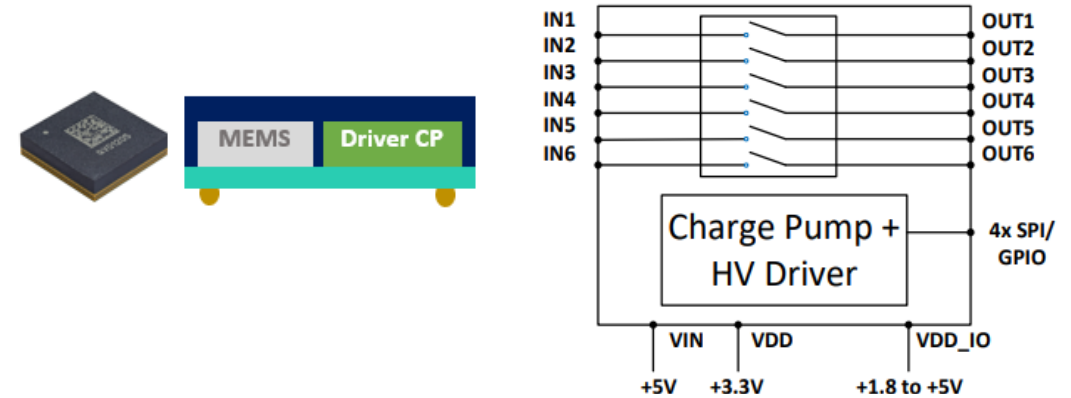 MEMS
Driver CP
IN1
IN2
IN3
IN4
IN5
IN6
OUT1
OUT2
OUT3
OUT4
OUT5
OUT6
Charge Pump +
HV Driver
4x SPI/
GPIO
VIN
VDD
VDD_IO
+5V
+3.3V
+1.8 to +5V